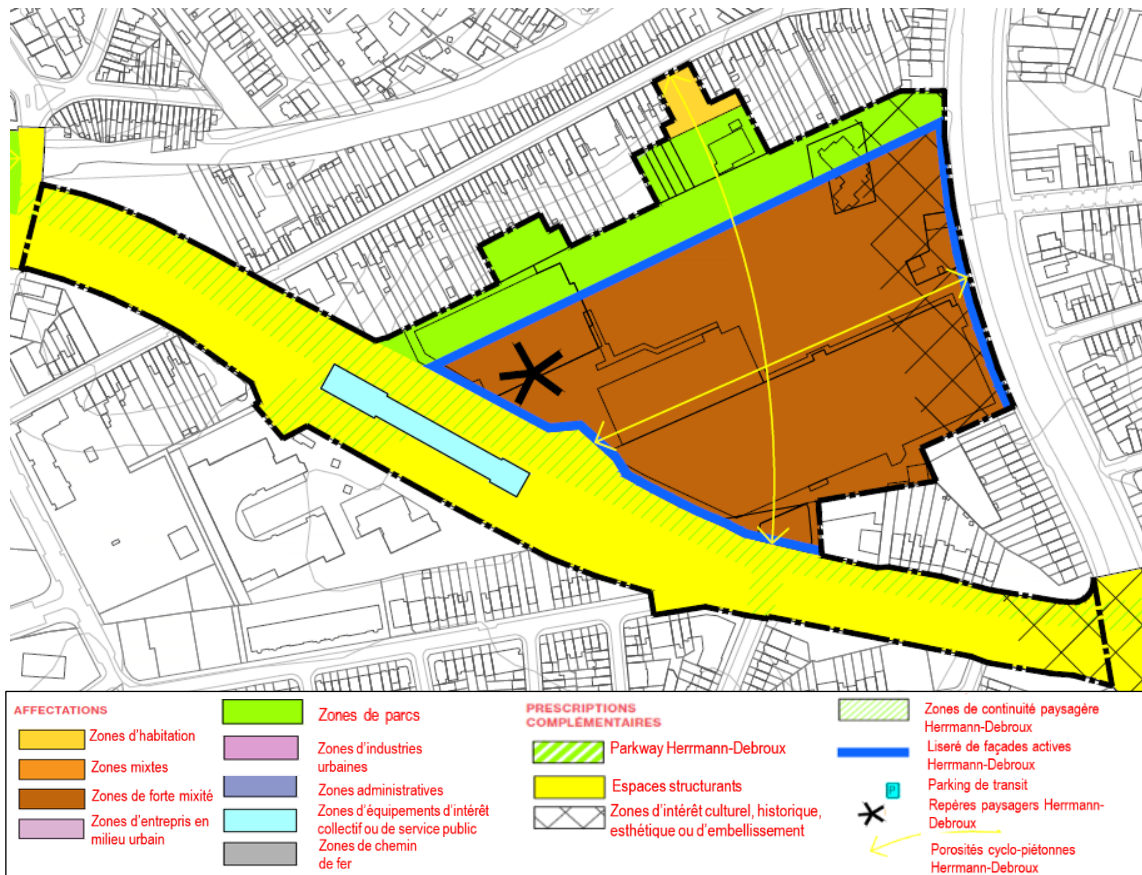 AFFECTATIONS
Zones d'habitation
Zones mixtes
Zones de forte mixité
Zones d'entrepris en
milieu urbain
Zones de parcs
Zones d'industries
urbaines
Zones administratives
Zones d'équipements d'intérêt
collectif ou de service public
Zones de chemin
de fer
PRESCRIPTIONS
COMPLÉMENTAIRES
Parkway Herrmann-Debroux
Espaces structurants
Zones d'intérêt culturel, historique,
esthétique ou d'embellissement
Zones de continuité paysagère
Herrmann-Debroux
Liseré de façades actives
Herrmann-Debroux
P
Parking de transit
Repères paysagers Herrmann-
Debroux
Porosités cyclo-piétonnes
Herrmann-Debroux